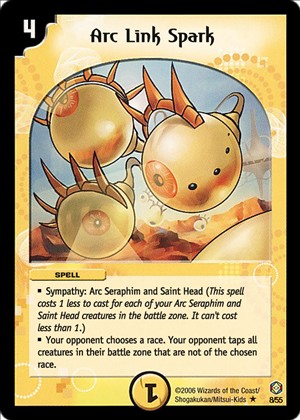 4
Arc Link Spark
SPELL
▪ Sympathy: Arc Seraphim and Saint Head (This spell
costs 1 less to cast for each of your Arc Seraphim and
Saint Head creatures in the battle zone. It can't cost
less than 1.)
▪ Your opponent chooses a race. Your opponent taps all
creatures in their battle zone that are not of the chosen
race.
1
©2006 Wizards of the Coast/
Shogakukan/Mitsui-Kids ★ 8/55